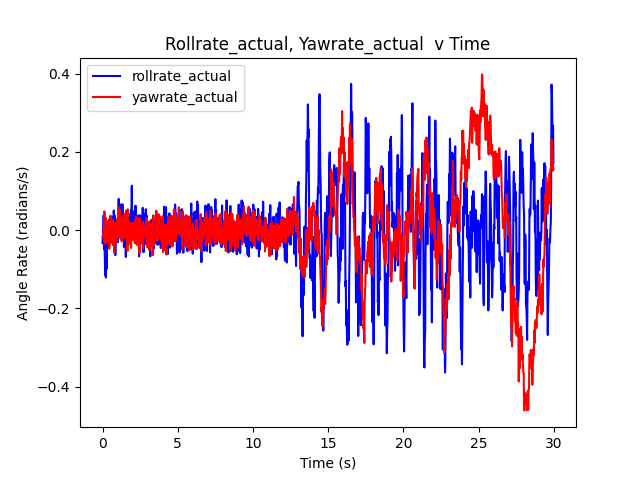 Rollrate_actual, Yawrate_actual  v Time
rollrate_actual
yawrate_actual
Angle Rate (radians/s)
0.4
0.2
0.0
−0.2
−0.4
0 5 10 15 20 25 30
Time (s)